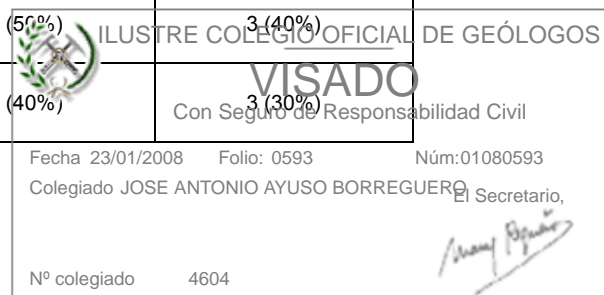 (50%) 3 (40%)
ILUSTRE COLEGIO OFICIAL DE GEÓLOGOS
VISADO
(40%) 3 (30%)
Con Seguro de Responsabilidad Civil
Fecha 23/01/2008 Folio: 0593 Núm:01080593
Colegiado JOSE ANTONIO AYUSO BORREGUERO
El Secretario,
Nº colegiado 4604